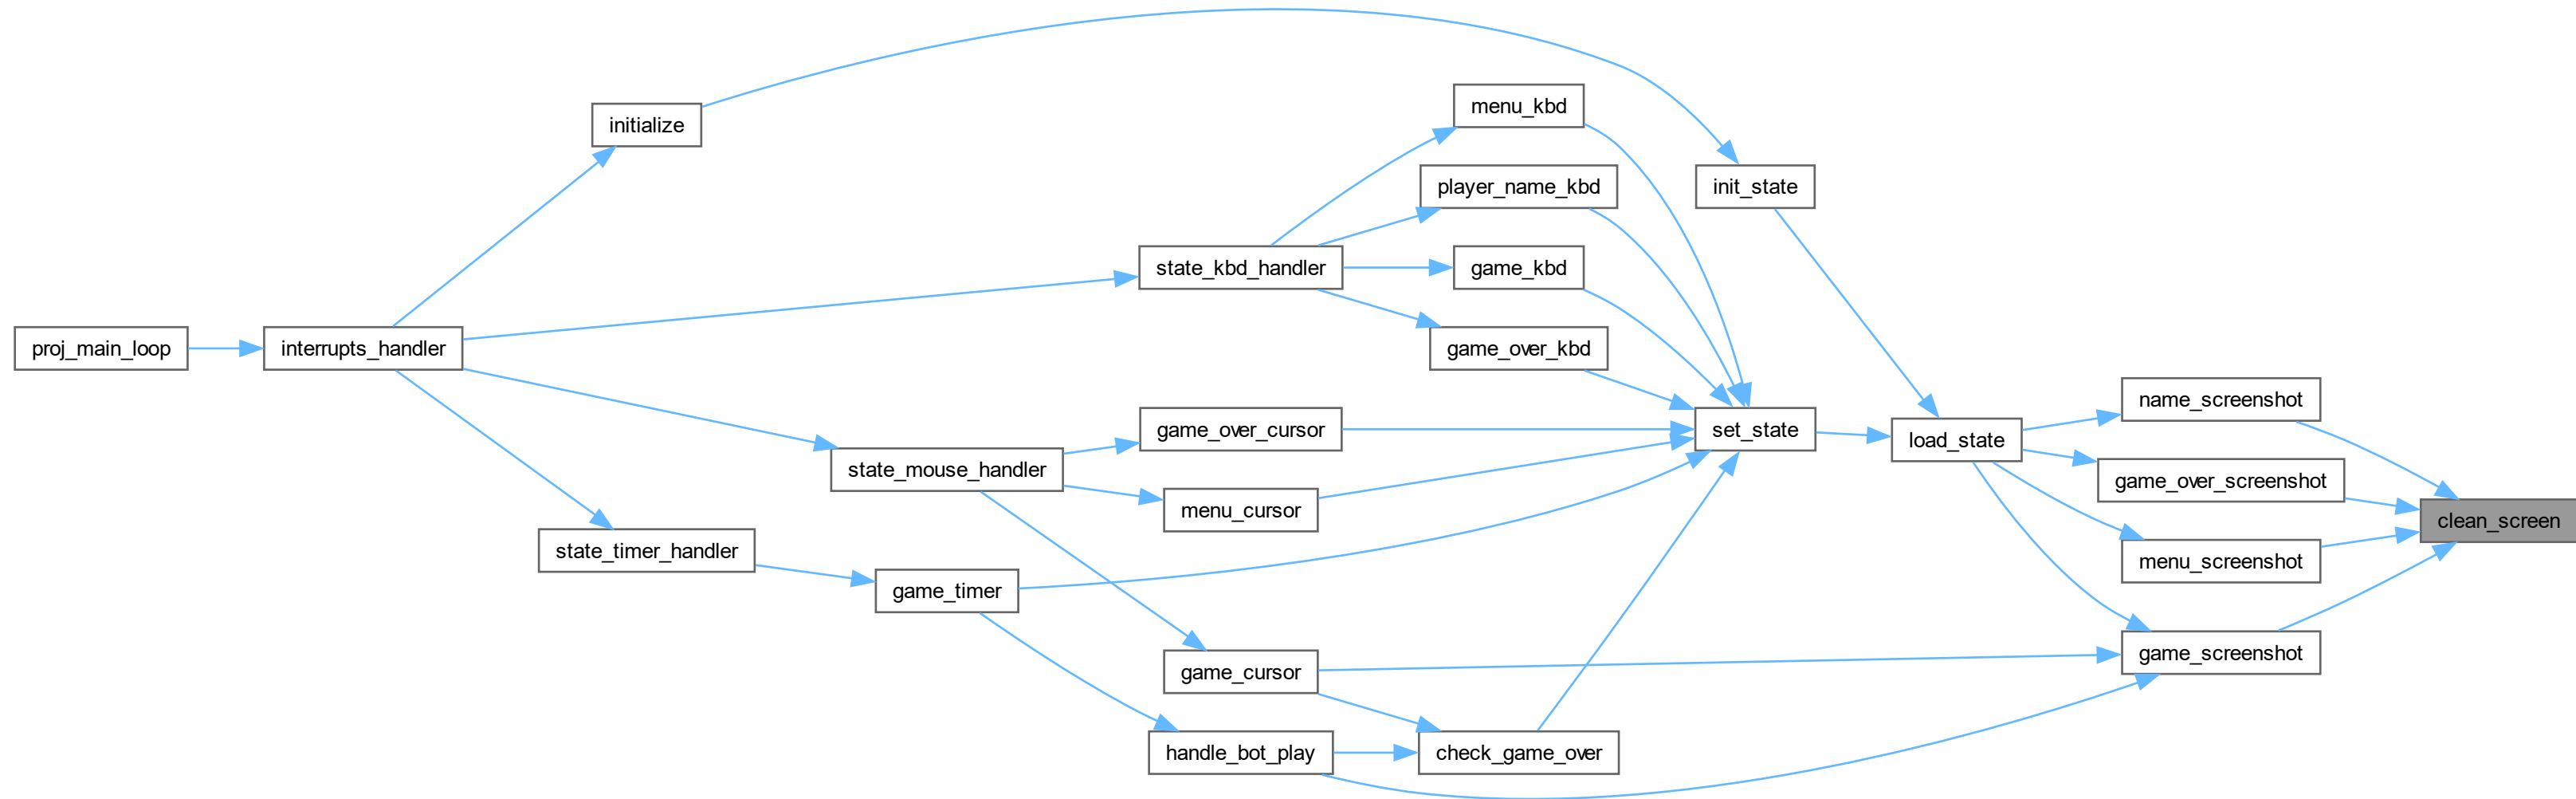 initialize
menu_kbd
player_name_kbd
init_state
state_kbd_handler
game_kbd
proj_main_loop
interrupts_handler
game_over_kbd
name_screenshot
game_over_cursor
set_state
load_state
state_mouse_handler
game_over_screenshot
menu_cursor
clean_screen
state_timer_handler
menu_screenshot
game_timer
game_screenshot
game_cursor
handle_bot_play
check_game_over